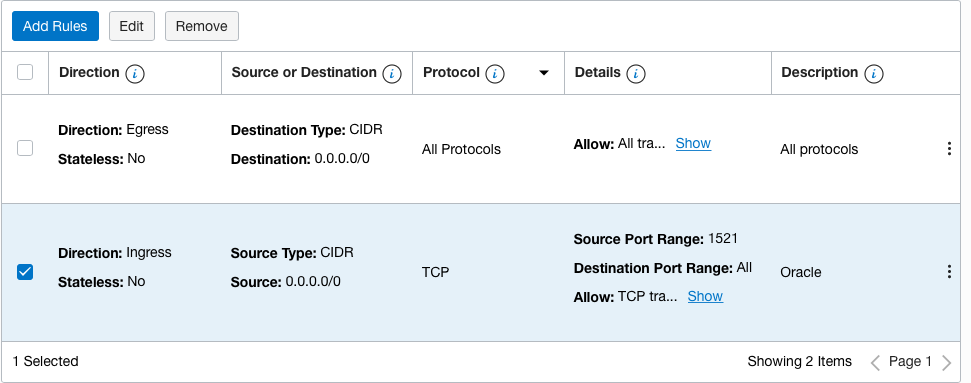 Add Rules Edit Remove
Direction Source or Destination Protocol Details Description
Direction: Egress
Stateless: No
Destination Type: CIDR
Destination: 0.0.0.0/0
All Protocols
Allow: All tra... Show
All protocols
Direction: Ingress
Stateless: No
Source Type: CIDR
Source: 0.0.0.0/0
TCP
Source Port Range: 1521
Destination Port Range: All
Allow: TCP tra... Show
Oracle
1 Selected Showing 2 Items Page 1